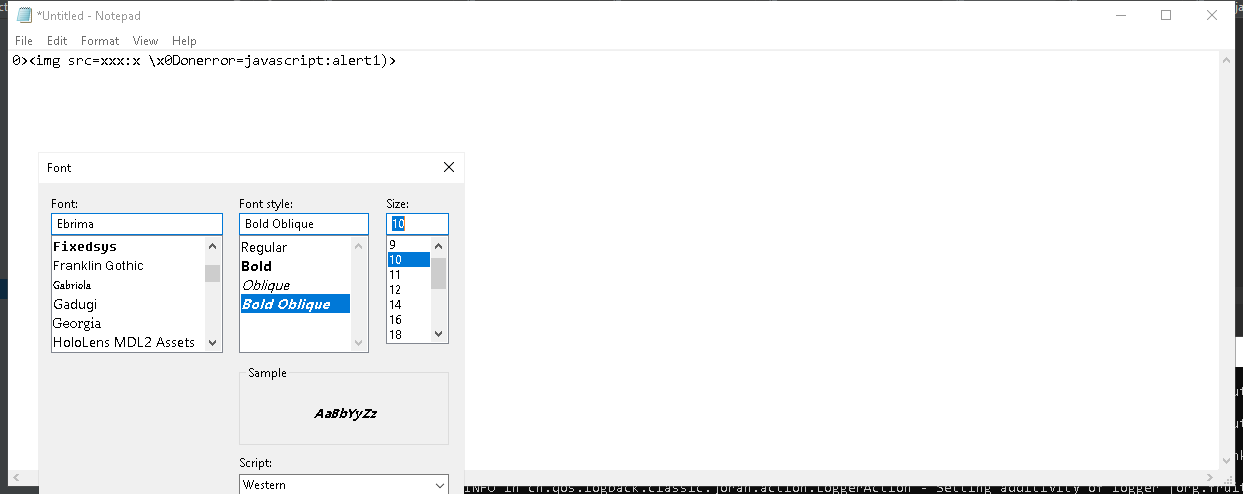 *Untitled - Notepad
File Edit Format View Help
0><img src=xxx:x \x0Donerror=javascript:alert1)>
Font
Font: Font style: Size:
Ebrima Bold Oblique 10
Fixedsys Regular 9
Franklin Gothic Bold 10
Gabriola Oblique 11
Gadugi Bold Oblique 12
Georgia 14
HoloLens MDL2 Assets 16
18
Sample
AaBbYyZz
Script:
Western
INFO in ch.qos.logback.classic.joran.action.LoggerAction - Setting additivity of logger